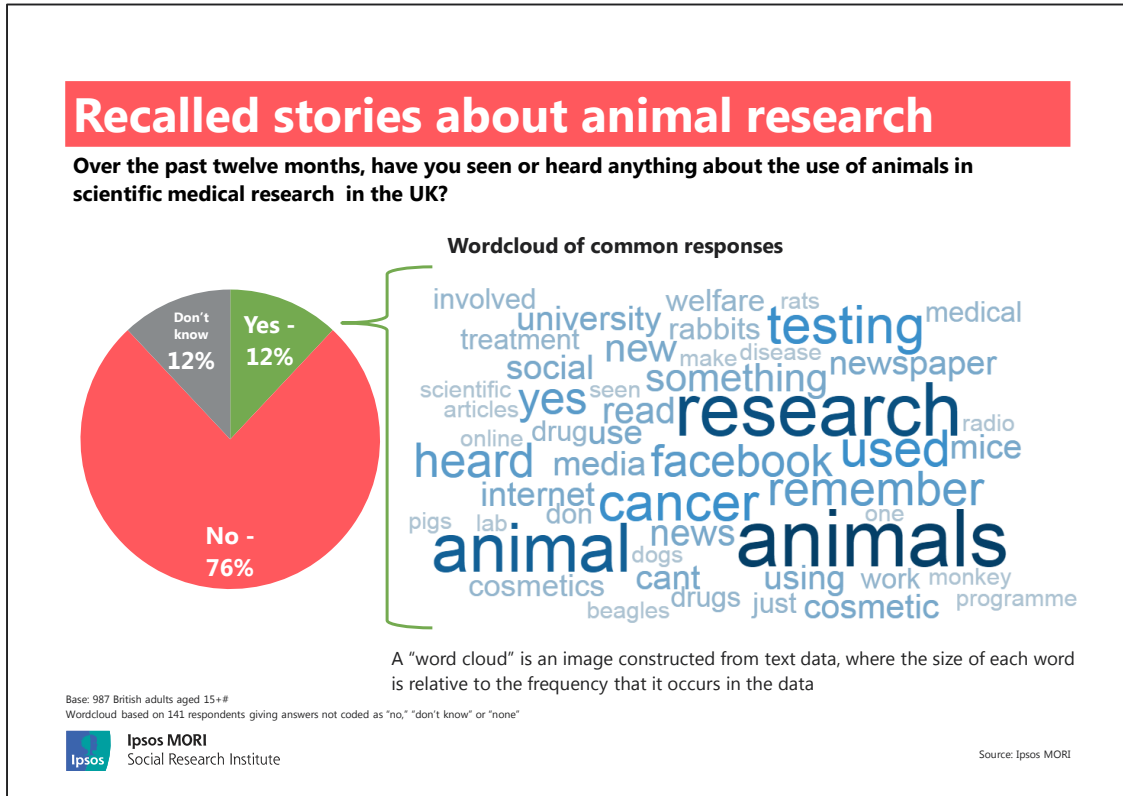 Recalled stories about animal research
Over the past twelve months, have you seen or heard anything about the use of animals in
scientific medical research in the UK?
Wordcloud of common responses
Don't
know
12%
Yes -
12%
No -
76%
involved
welfare
rats
medical
university
rabbits
testing
treatment
new
make
disease
newspaper
social
something
scientific
yes
seen
articles
read
research
radio
online
drug
use
used
mice
heard
media
facebook
internet
cancer
remember
pigs
lab
don
news
one
animal
dogs
animals
cosmetics
cant
using
work
monkey
beagles
drugs
just
cosmetic
programme
A “word cloud” is an image constructed from text data, where the size of each word
is relative to the frequency that it occurs in the data
Base: 987 British adults aged 15+#
Wordcloud based on 141 respondents giving answers not coded as “no,” “don’t know” or “none”
Ipsos
Ipsos MORI
Social Research Institute
Source: Ipsos MORI